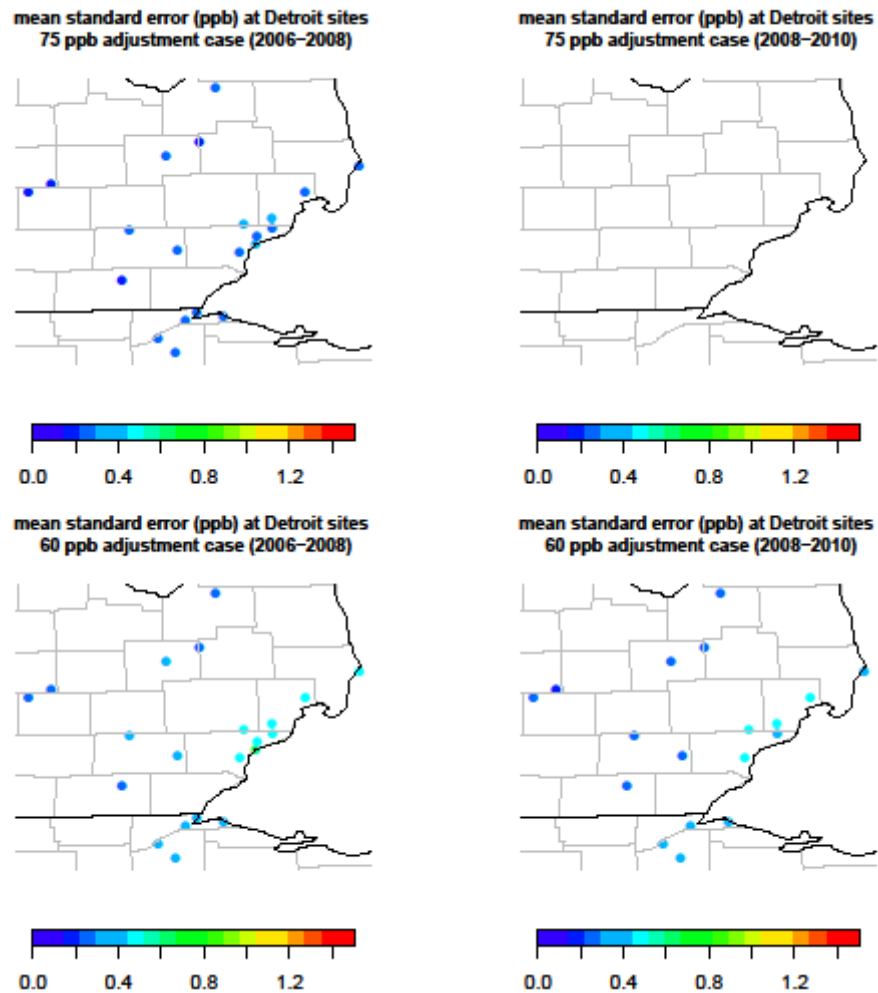 mean standard error (ppb) at Detroit sites
75 ppb adjustment case (2006−2008)
mean standard error (ppb) at Detroit sites
75 ppb adjustment case (2008−2010)
0.0 0.4 0.8 1.2
0.0 0.4 0.8 1.2
mean standard error (ppb) at Detroit sites
60 ppb adjustment case (2006−2008)
mean standard error (ppb) at Detroit sites
60 ppb adjustment case (2008−2010)
0.0 0.4 0.8 1.2
0.0 0.4 0.8 1.2